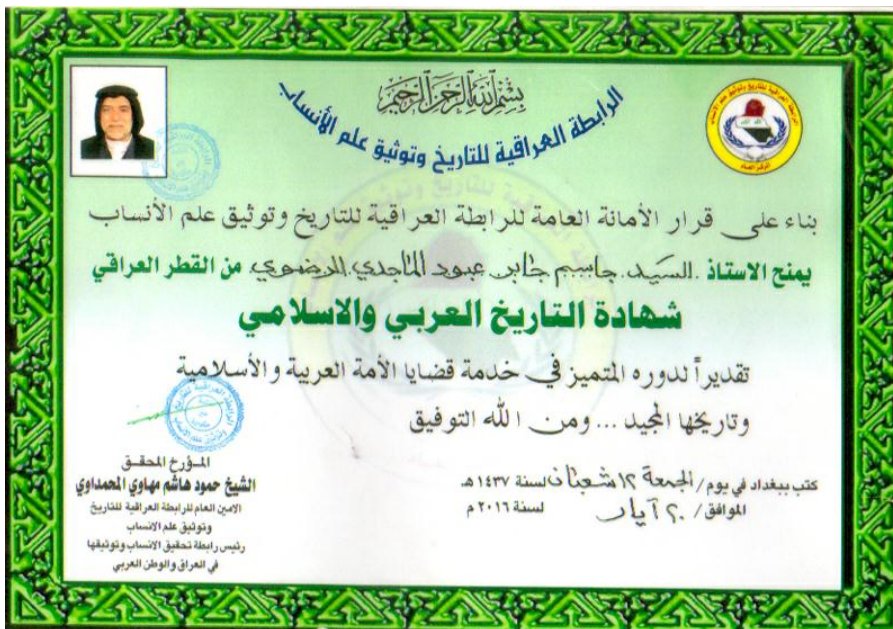 بسم الله الرحمن الرحيم
الرابطة العراقية للتاريخ وتوثيق علم الأنساب
بناء على قرار الأمانة العامة للرابطة العراقية للتاريخ وتوثيق علم الأنساب
يمنح الاستاذ .السيد. جاسم جابر عبود الماجدي الرضوي. من القطر العراقي
شهادة التاريخ العربي والاسلامي
تقديراً لدوره المتميز في خدمة قضايا الأمة العربية والأسلامية
وتاريخها المجيد ... ومن الله التوفيق
كتب ببغداد في يوم / الجمعة ١٢ شعبان لسنة ١٤٣٧ هـ
الموافق / ٢٠ آيار لسنة ٢٠١٦ م
المؤرخ المحقق
الشيخ حمود هاشم مهاوي المحمداوي
الامين العام للرابطة العراقية للتاريخ
وتوثيق علم الانساب
رئيس رابطة تحقيق الانساب وتوثيقها
في العراق والوطن العربي